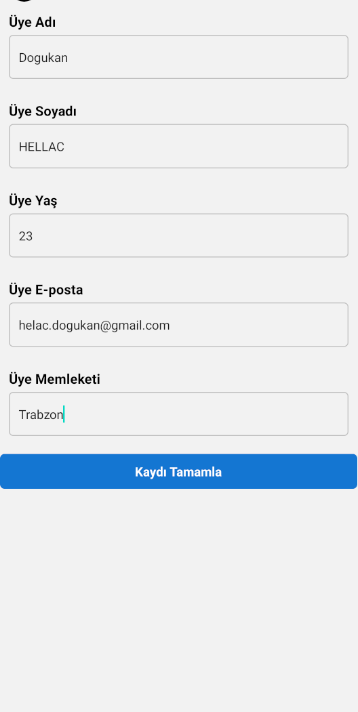 Üye Adı
Dogukan
Üye Soyadı
HELLAC
Üye Yaş
23
Üye E-posta
helac.dogukan@gmail.com
Üye Memleketi
Trabzon
Kaydı Tamamla